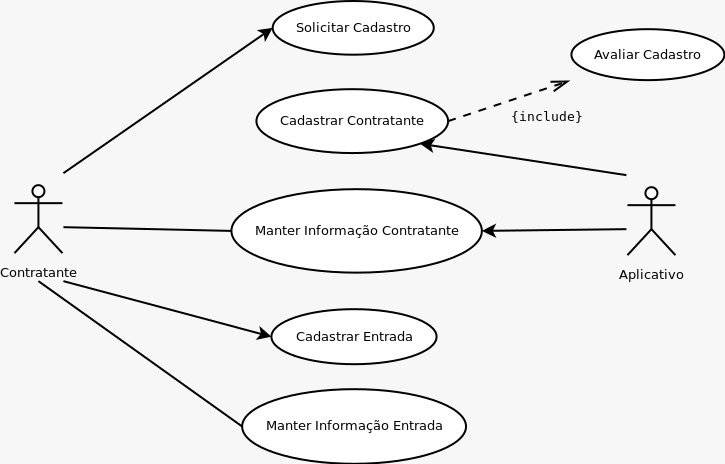 Solicitar Cadastro
Avaliar Cadastro
Cadastrar Contratante
{include}
Manter Informação Contratante
Contratante
Aplicativo
Cadastrar Entrada
Manter Informação Entrada